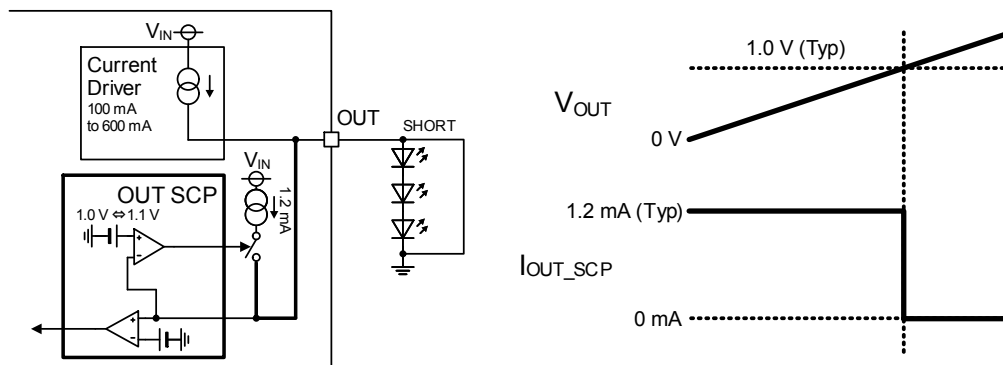 VIN
Current
Driver
100 mA
to 600 mA
OUT
SHORT
VIN
OUT SCP
1.2 mA
1.0 V ⇔ 1.1 V
+
-
+
-
1.0 V (Typ)
VOUT
0 V
1.2 mA (Typ)
IOUT_SCP
0 mA